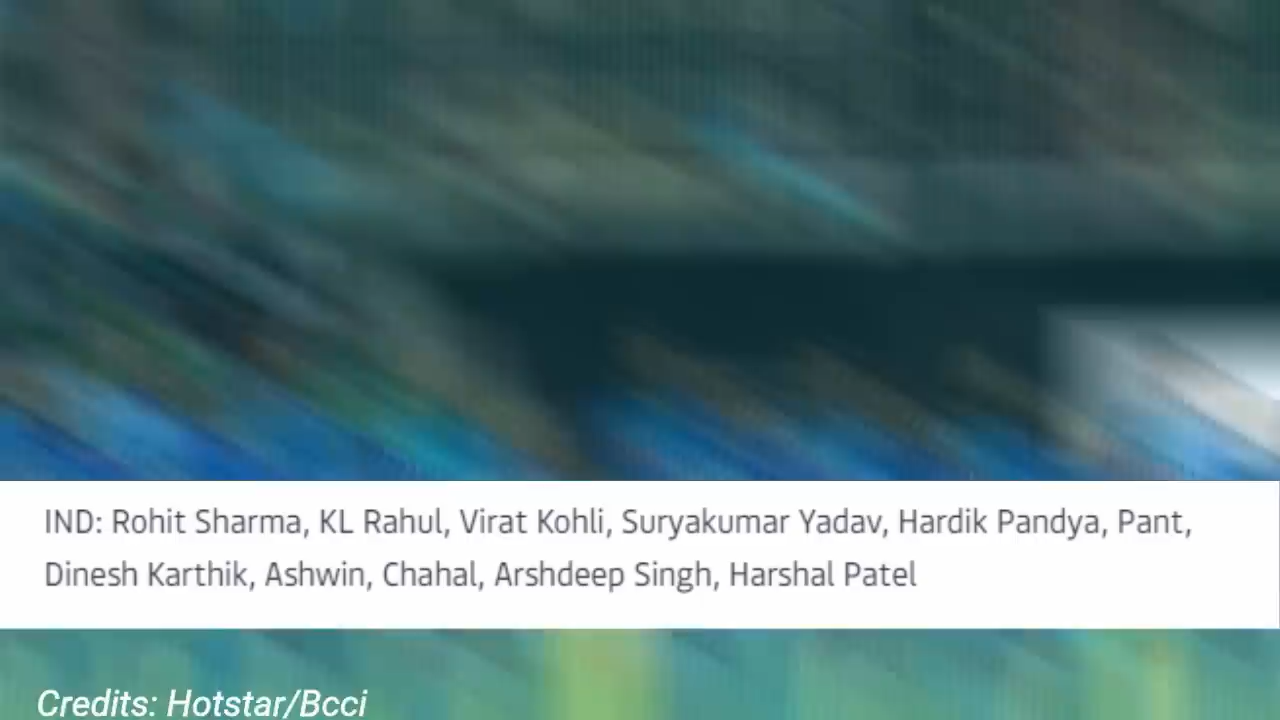 IND: Rohit Sharma, KL Rahul, Virat Kohli, Suryakumar Yadav, Hardik Pandya, Pant,
Dinesh Karthik, Ashwin, Chahal, Arshdeep Singh, Harshal Patel
Credits: Hotstar/Bcci